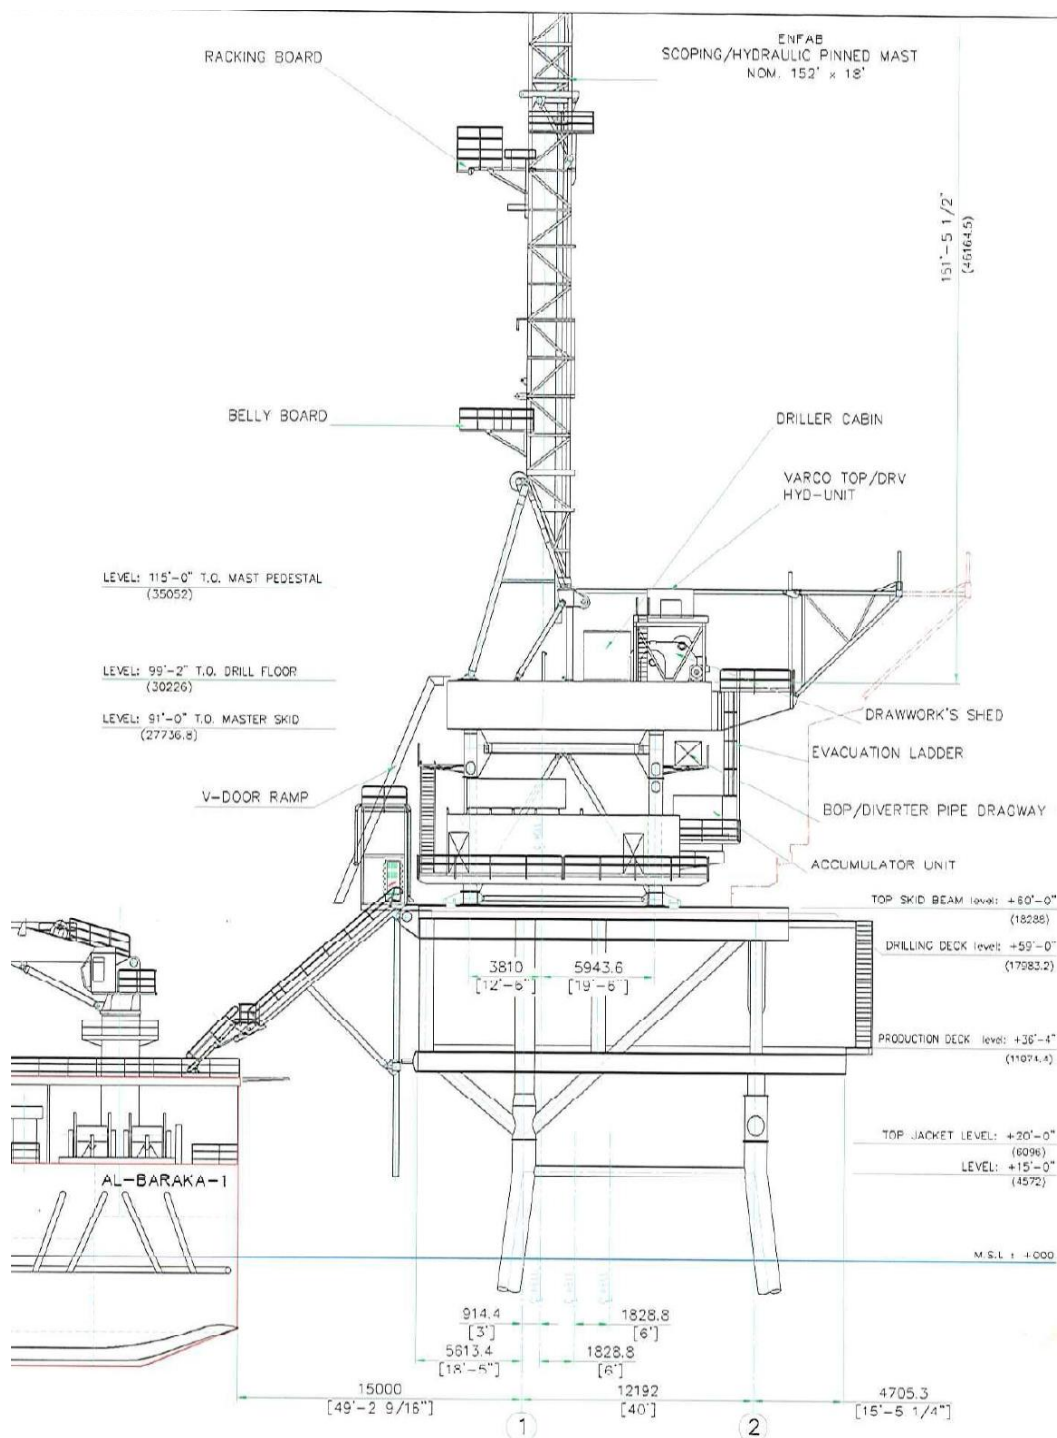 ENFAB
SCOPING/HYDRAULIC PINNED MAST
NOM. 152' x 18'
RACKING BOARD
151'-5 1/2"
(46164.5)
BELLY BOARD
DRILLER CABIN
VARCO TOP/DRV
HYD-UNIT
LEVEL: 115'-0" T.O. MAST PEDESTAL
(35052)
LEVEL: 99'-2" T.O. DRILL FLOOR
(30226)
LEVEL: 91'-0" T.O. MASTER SKID
(27736.8)
DRAWWORK'S SHED
EVACUATION LADDER
V-DOOR RAMP
BOP/DIVERTER PIPE DRAGWAY
ACCUMULATOR UNIT
TOP SKID BEAM level: +60'-0"
(18288)
DRILLING DECK level: +59'-0"
(17983.2)
3810
[12'-6"]
5943.6
[19'-6"]
PRODUCTION DECK level: +36'-4"
(11074.4)
TOP JACKET LEVEL: +20'-0"
(6096)
LEVEL: +15'-0"
(4572)
AL-BARAKA-1
M.S.L : +000
914.4
[3']
1828.8
[6']
5613.4
[18'-5"]
1828.8
[6']
15000
[49'-2 9/16"]
12192
[40']
4705.3
[15'-5 1/4"]
1
2